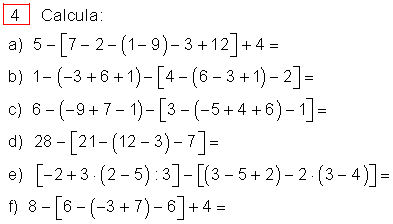 4 Calcula:
a) 5 − [7 − 2 − (1 − 9) − 3 + 12] + 4 =
b) 1 − (−3 + 6 + 1) − [4 − (6 − 3 + 1) − 2] =
c) 6 − (−9 + 7 − 1) − [3 − (−5 + 4 + 6) − 1] =
d) 28 − [21 − (12 − 3) − 7] =
e) [−2 + 3 · (2 − 5) : 3] − [(3 − 5 + 2) − 2 · (3 − 4)] =
f) 8 − [6 − (−3 + 7) − 6] + 4 =